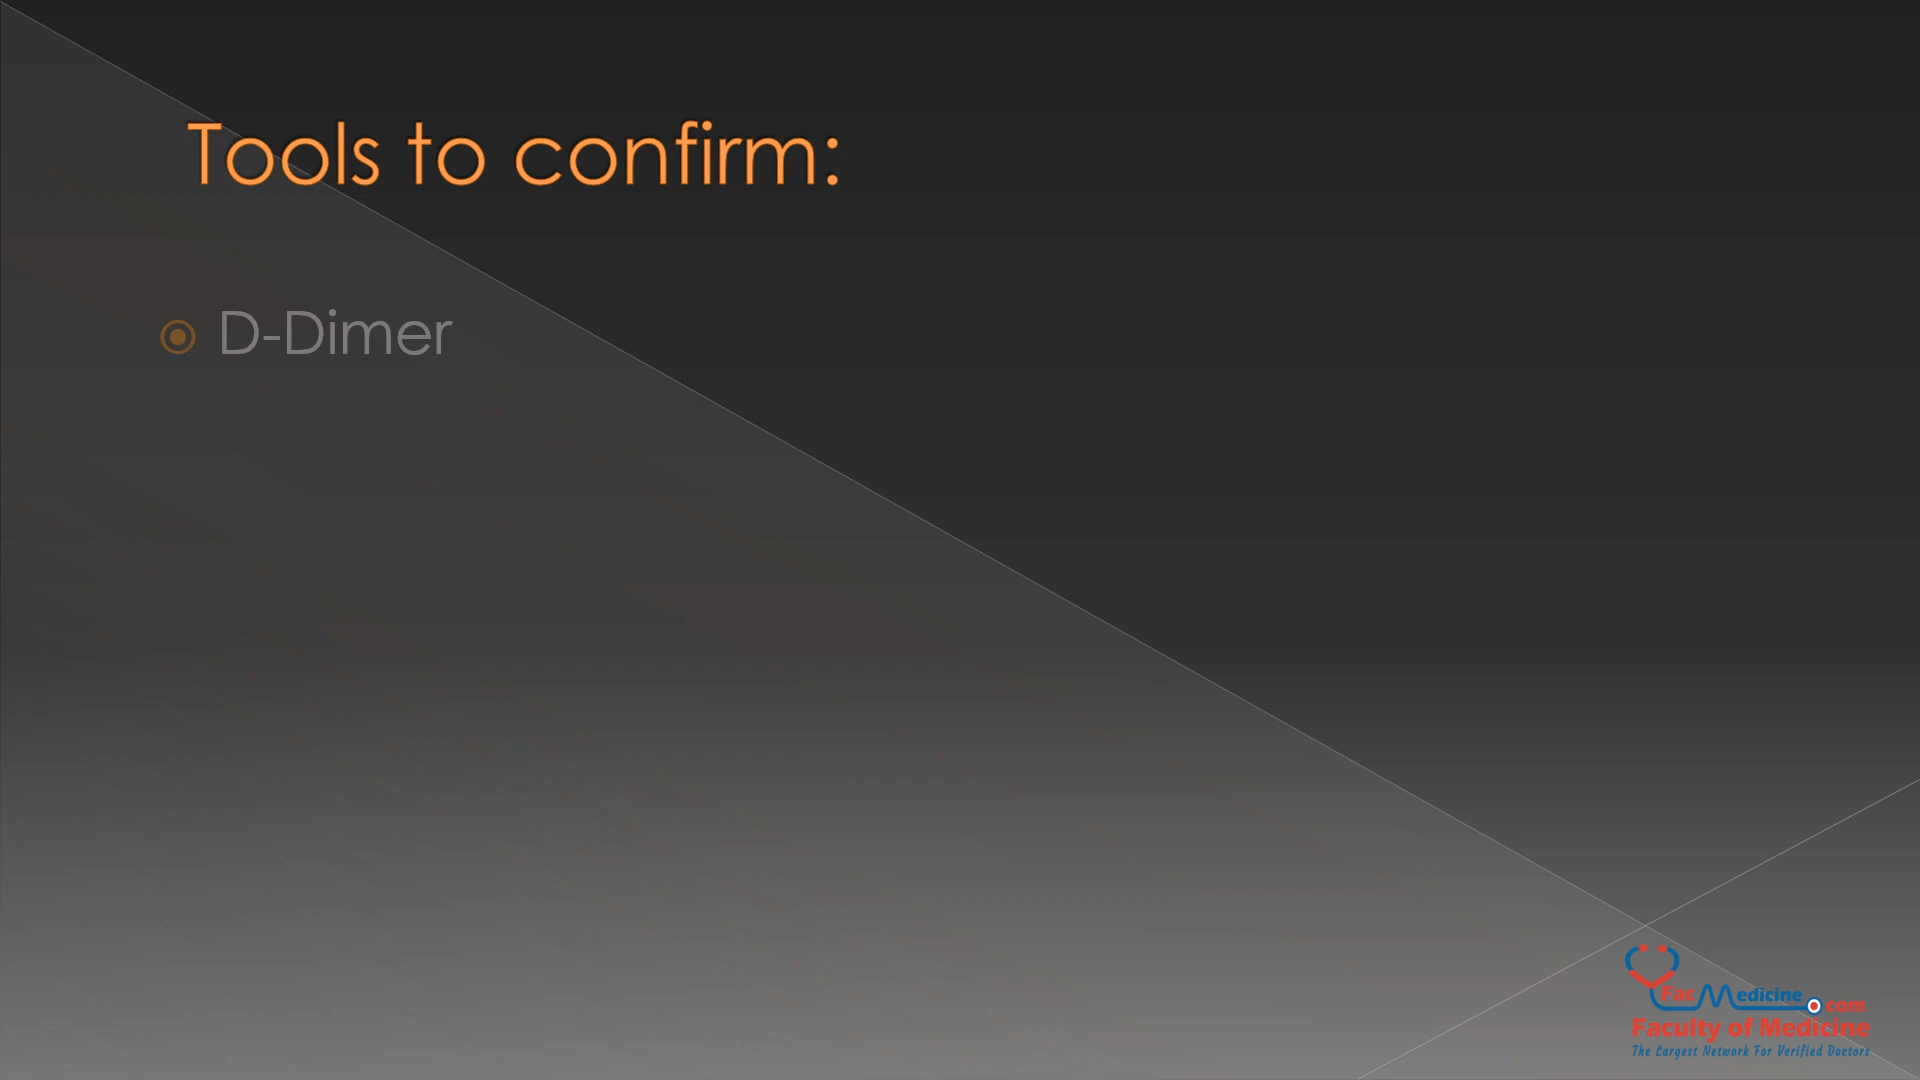 Tools to confirm:
D-Dimer
FacMedicine.com
Faculty of Medicine
The Largest Network For Verified Doctors